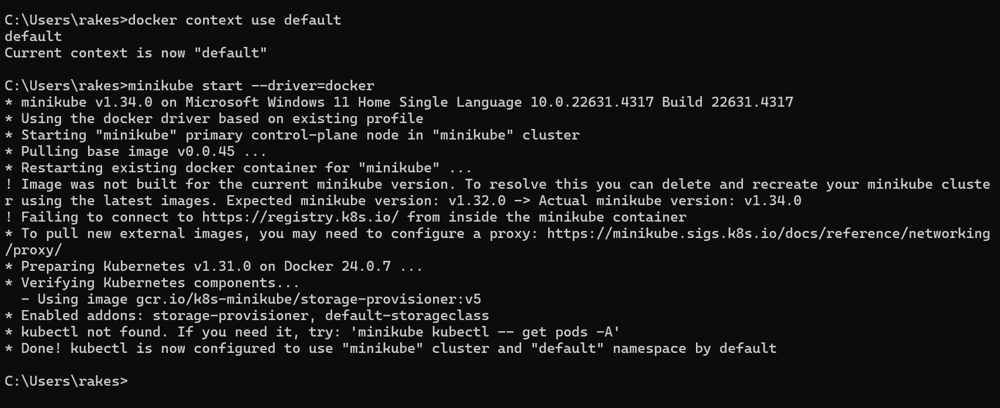 C:\Users\rakes>docker context use default
default
Current context is now "default"
C:\Users\rakes>minikube start --driver=docker
* minikube v1.34.0 on Microsoft Windows 11 Home Single Language 10.0.22631.4317 Build 22631.4317
* Using the docker driver based on existing profile
* Starting "minikube" primary control-plane node in "minikube" cluster
* Pulling base image v0.0.45 ...
* Restarting existing docker container for "minikube" ...
! Image was not built for the current minikube version. To resolve this you can delete and recreate your minikube cluste
r using the latest images. Expected minikube version: v1.32.0 -> Actual minikube version: v1.34.0
! Failing to connect to https://registry.k8s.io/ from inside the minikube container
* To pull new external images, you may need to configure a proxy: https://minikube.sigs.k8s.io/docs/reference/networking
/proxy/
* Preparing Kubernetes v1.31.0 on Docker 24.0.7 ...
* Verifying Kubernetes components...
  - Using image gcr.io/k8s-minikube/storage-provisioner:v5
* Enabled addons: storage-provisioner, default-storageclass
* kubectl not found. If you need it, try: 'minikube kubectl -- get pods -A'
* Done! kubectl is now configured to use "minikube" cluster and "default" namespace by default
C:\Users\rakes>